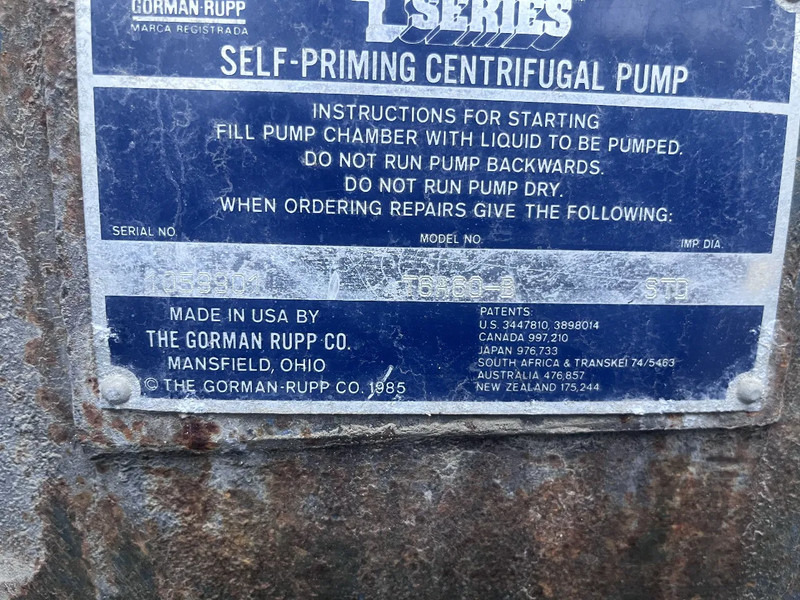 GORMAN-RUPP
MARCA REGISTRADA
T SERIES
SELF-PRIMING CENTRIFUGAL PUMP
INSTRUCTIONS FOR STARTING
FILL PUMP CHAMBER WITH LIQUID TO BE PUMPED.
DO NOT RUN PUMP BACKWARDS.
DO NOT RUN PUMP DRY.
WHEN ORDERING REPAIRS GIVE THE FOLLOWING:
SERIAL NO. MODEL NO IMP. DIA.
T6A60-B STD
MADE IN USA BY
THE GORMAN RUPP CO.
MANSFIELD, OHIO
© THE GORMAN-RUPP CO. 1985
PATENTS
U.S. 3447810, 3898014
CANADA 997,210
JAPAN 976,733
SOUTH AFRICA & TRANSKEI 74/5463
AUSTRALIA 476,857
NEW ZEALAND 175,244